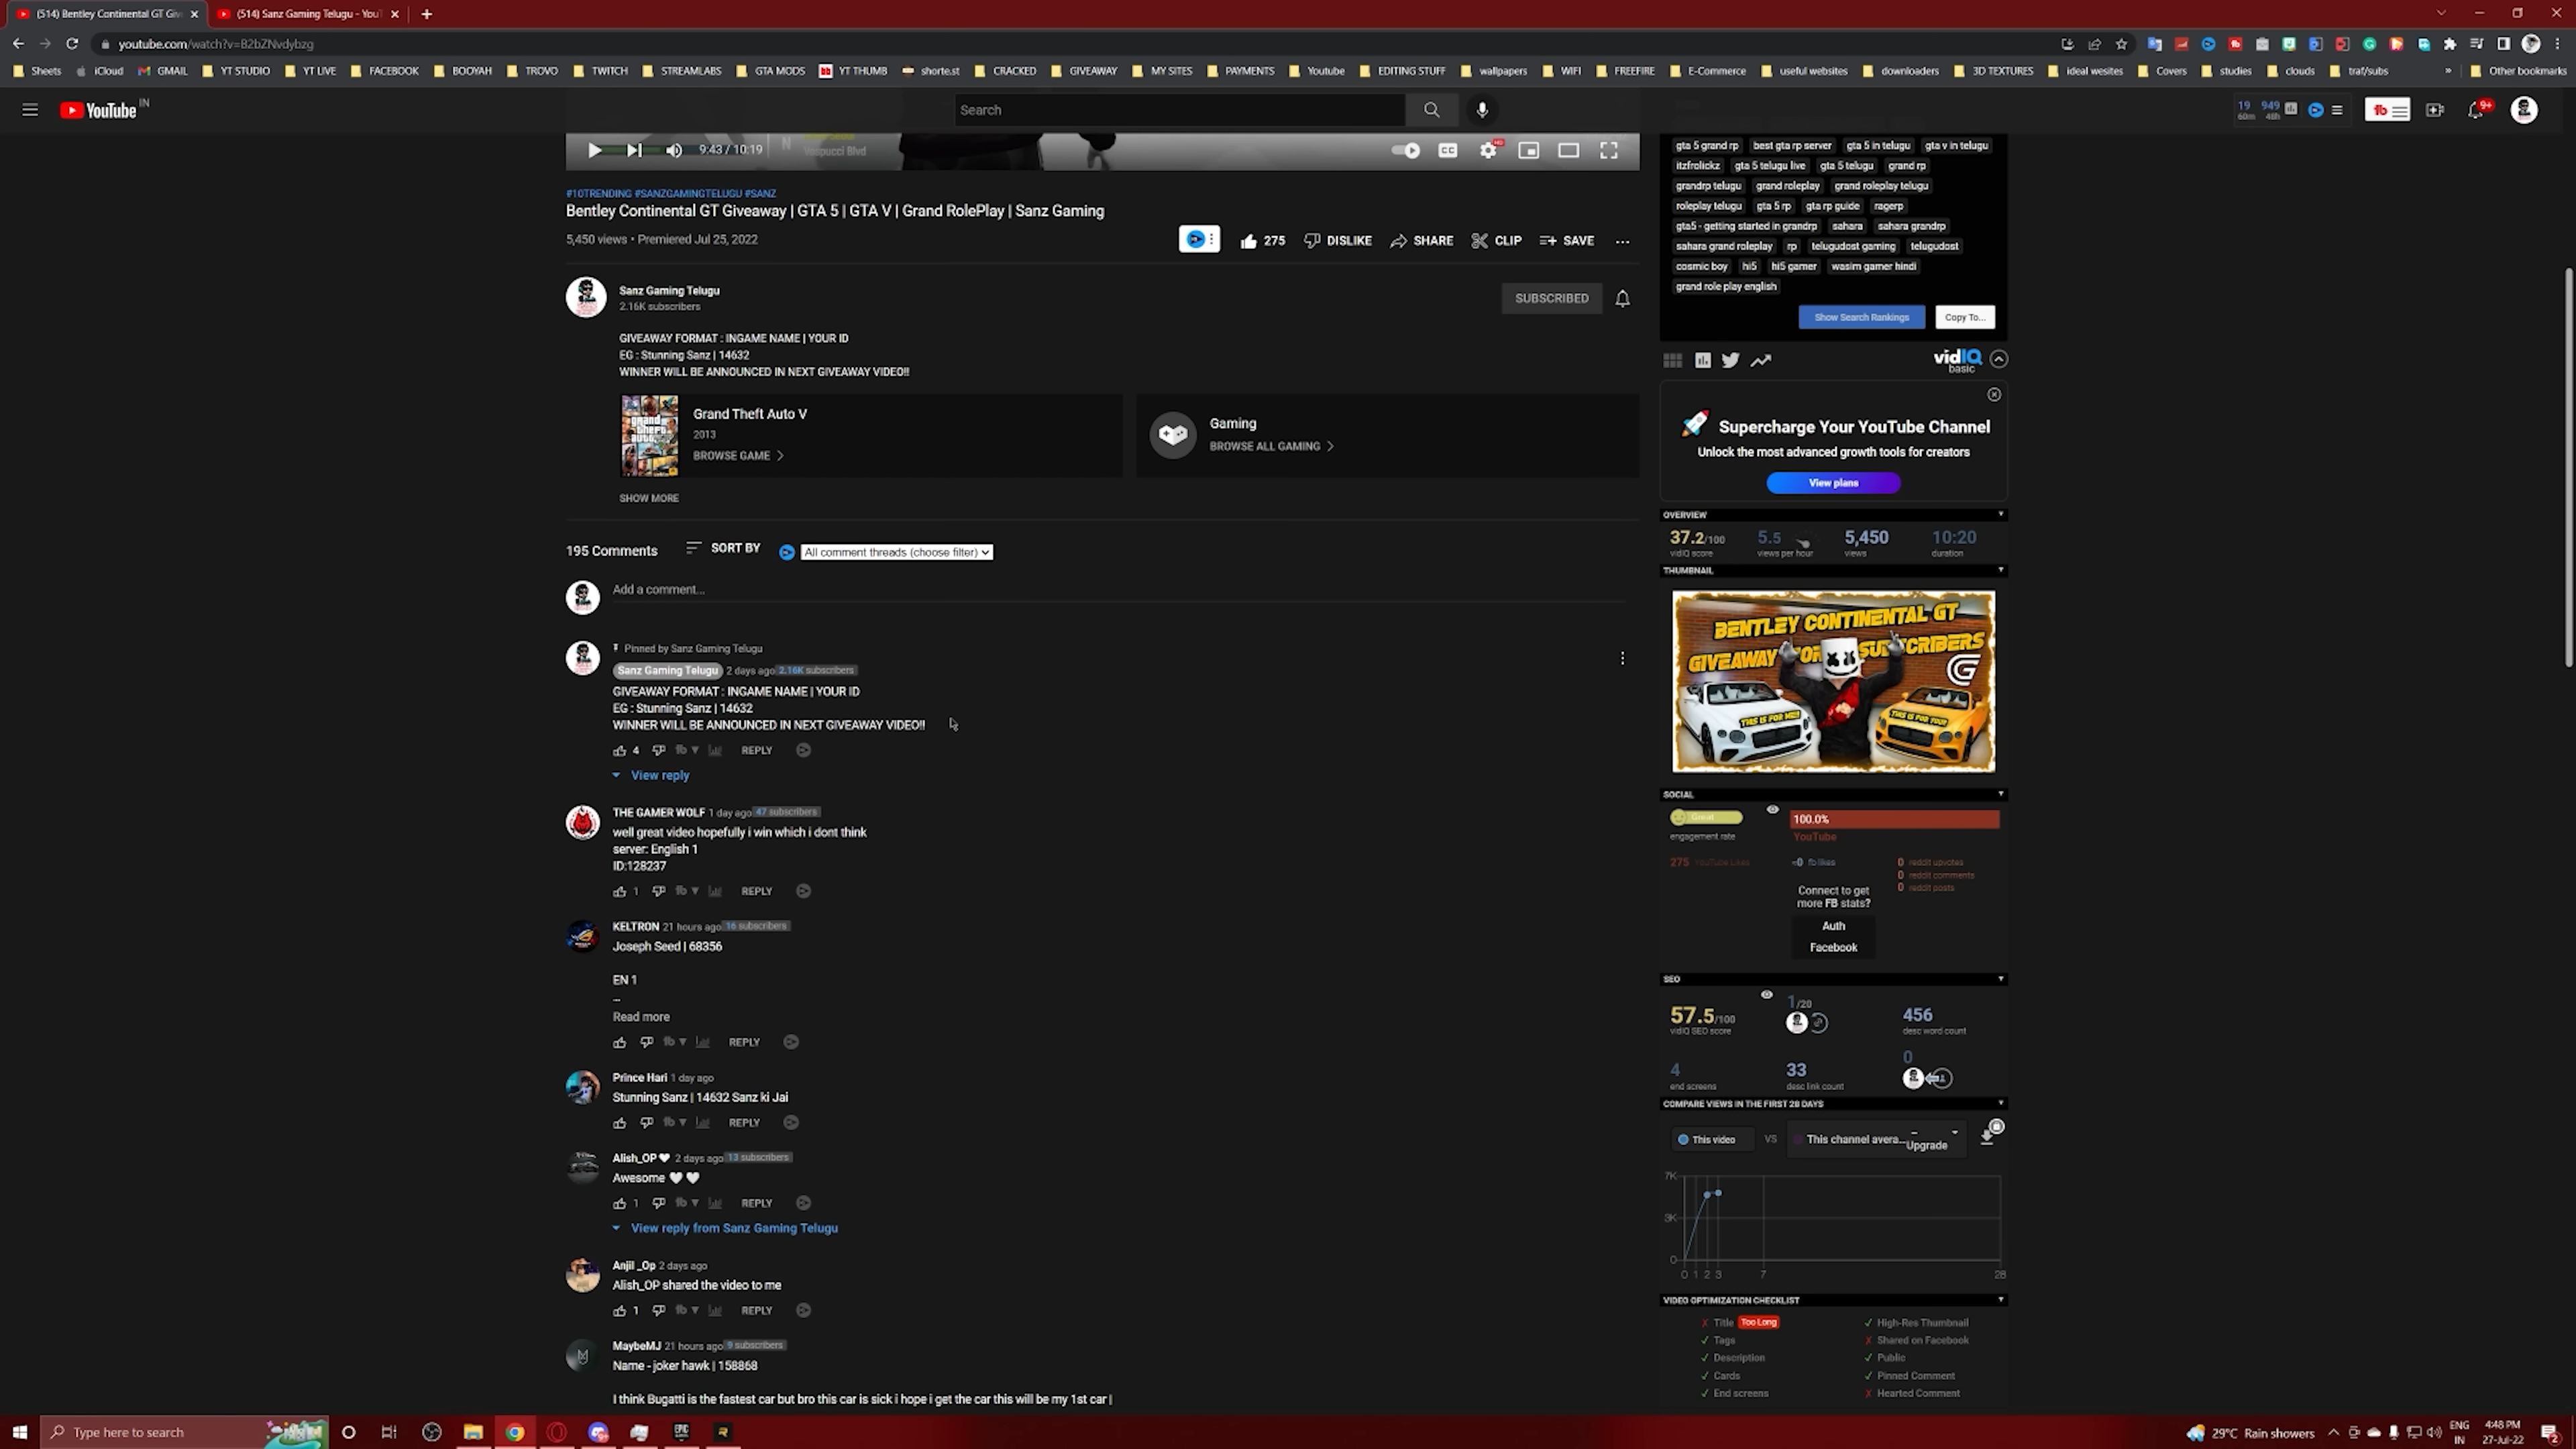 (514) Bentley Continental GT Giv
(514) Sanz Gaming Telugu - YouT
youtube.com/watch?v=B2bZNvdybzg
Sheets iCloud GMAIL YT STUDIO YT LIVE FACEBOOK BOOYAH TROVO TWITCH STREAMLABS GTA MODS YT THUMB shorte.st CRACKED GIVEAWAY MY SITES PAYMENTS Youtube EDITING STUFF wallpapers WIFI FREEFIRE E-Commerce useful websites downloaders 3D TEXTURES ideal wesites Covers studies clouds traf/subs » Other bookmarks
YouTube IN
Search
19 949
60m 48h
9+
9:43 / 10:19
Vespucci Blvd
#10TRENDING #SANZGAMINGTELUGU #SANZ
Bentley Continental GT Giveaway | GTA 5 | GTA V | Grand RolePlay | Sanz Gaming
5,450 views • Premiered Jul 25, 2022
275 DISLIKE SHARE CLIP SAVE ...
Sanz Gaming Telugu
2.16K subscribers
SUBSCRIBED
GIVEAWAY FORMAT : INGAME NAME | YOUR ID
EG : Stunning Sanz | 14632
WINNER WILL BE ANNOUNCED IN NEXT GIVEAWAY VIDEO!!
grand theft auto
Grand Theft Auto V
2013
BROWSE GAME
Gaming
BROWSE ALL GAMING
SHOW MORE
195 Comments SORT BY All comment threads (choose filter)
Add a comment...
Pinned by Sanz Gaming Telugu
Sanz Gaming Telugu 2 days ago 2.16K subscribers
GIVEAWAY FORMAT : INGAME NAME | YOUR ID
EG : Stunning Sanz | 14632
WINNER WILL BE ANNOUNCED IN NEXT GIVEAWAY VIDEO!!
4 REPLY
View reply
THE GAMER WOLF 1 day ago 47 subscribers
well great video hopefully i win which i dont think
server: English 1
ID:128237
1 REPLY
KELTRON 21 hours ago 16 subscribers
Joseph Seed | 68356
EN 1
...
Read more
REPLY
Prince Hari 1 day ago
Stunning Sanz | 14632 Sanz ki Jai
REPLY
Alish_OP🖤 2 days ago 13 subscribers
Awesome 🤍🤍
1 REPLY
View reply from Sanz Gaming Telugu
Anjil _Op 2 days ago
Alish_OP shared the video to me
1 REPLY
MaybeMJ 21 hours ago 9 subscribers
Name - joker hawk | 158868
I think Bugatti is the fastest car but bro this car is sick i hope i get the car this will be my 1st car |
gta 5 grand rp best gta rp server gta 5 in telugu gta v in telugu
itzfrolickz gta 5 telugu live gta 5 telugu grand rp
grandrp telugu grand roleplay grand roleplay telugu
roleplay telugu gta 5 rp gta rp guide ragerp
gta5 - getting started in grandrp sahara sahara grandrp
sahara grand roleplay rp telugudost gaming telugudost
cosmic boy hi5 hi5 gamer wasim gamer hindi
grand role play english
Show Search Rankings Copy To...
vidIQ
basic
Supercharge Your YouTube Channel
Unlock the most advanced growth tools for creators
View plans
OVERVIEW
37.2/100 5.5 5,450 10:20
vidIQ score views per hour views duration
THUMBNAIL
BENTLEY CONTINENTAL GT
GIVEAWAY FOR SUBSCRIBERS
THIS IS FOR ME!!
THIS IS FOR YOU!!
SOCIAL
Great
engagement rate
100.0%
YouTube
275 YouTube Likes
~0 fb likes
0 reddit upvotes
0 reddit comments
0 reddit posts
Connect to get
more FB stats?
Auth
Facebook
SEO
57.5/100 1/20 456
vidIQ SEO score desc word count
4 33 0
end screens desc link count
COMPARE VIEWS IN THE FIRST 28 DAYS
This video VS This channel avera... – Upgrade
7K
3K
0
0 1 2 3 7 28
VIDEO OPTIMIZATION CHECKLIST
✗ Title Too Long ✓ High-Res Thumbnail
✓ Tags ✗ Shared on Facebook
✓ Description ✓ Public
✓ Cards ✓ Pinned Comment
✓ End screens ✗ Hearted Comment
Type here to search
EPIC
29°C Rain showers
ENG
IN
4:48 PM
27-Jul-22
2